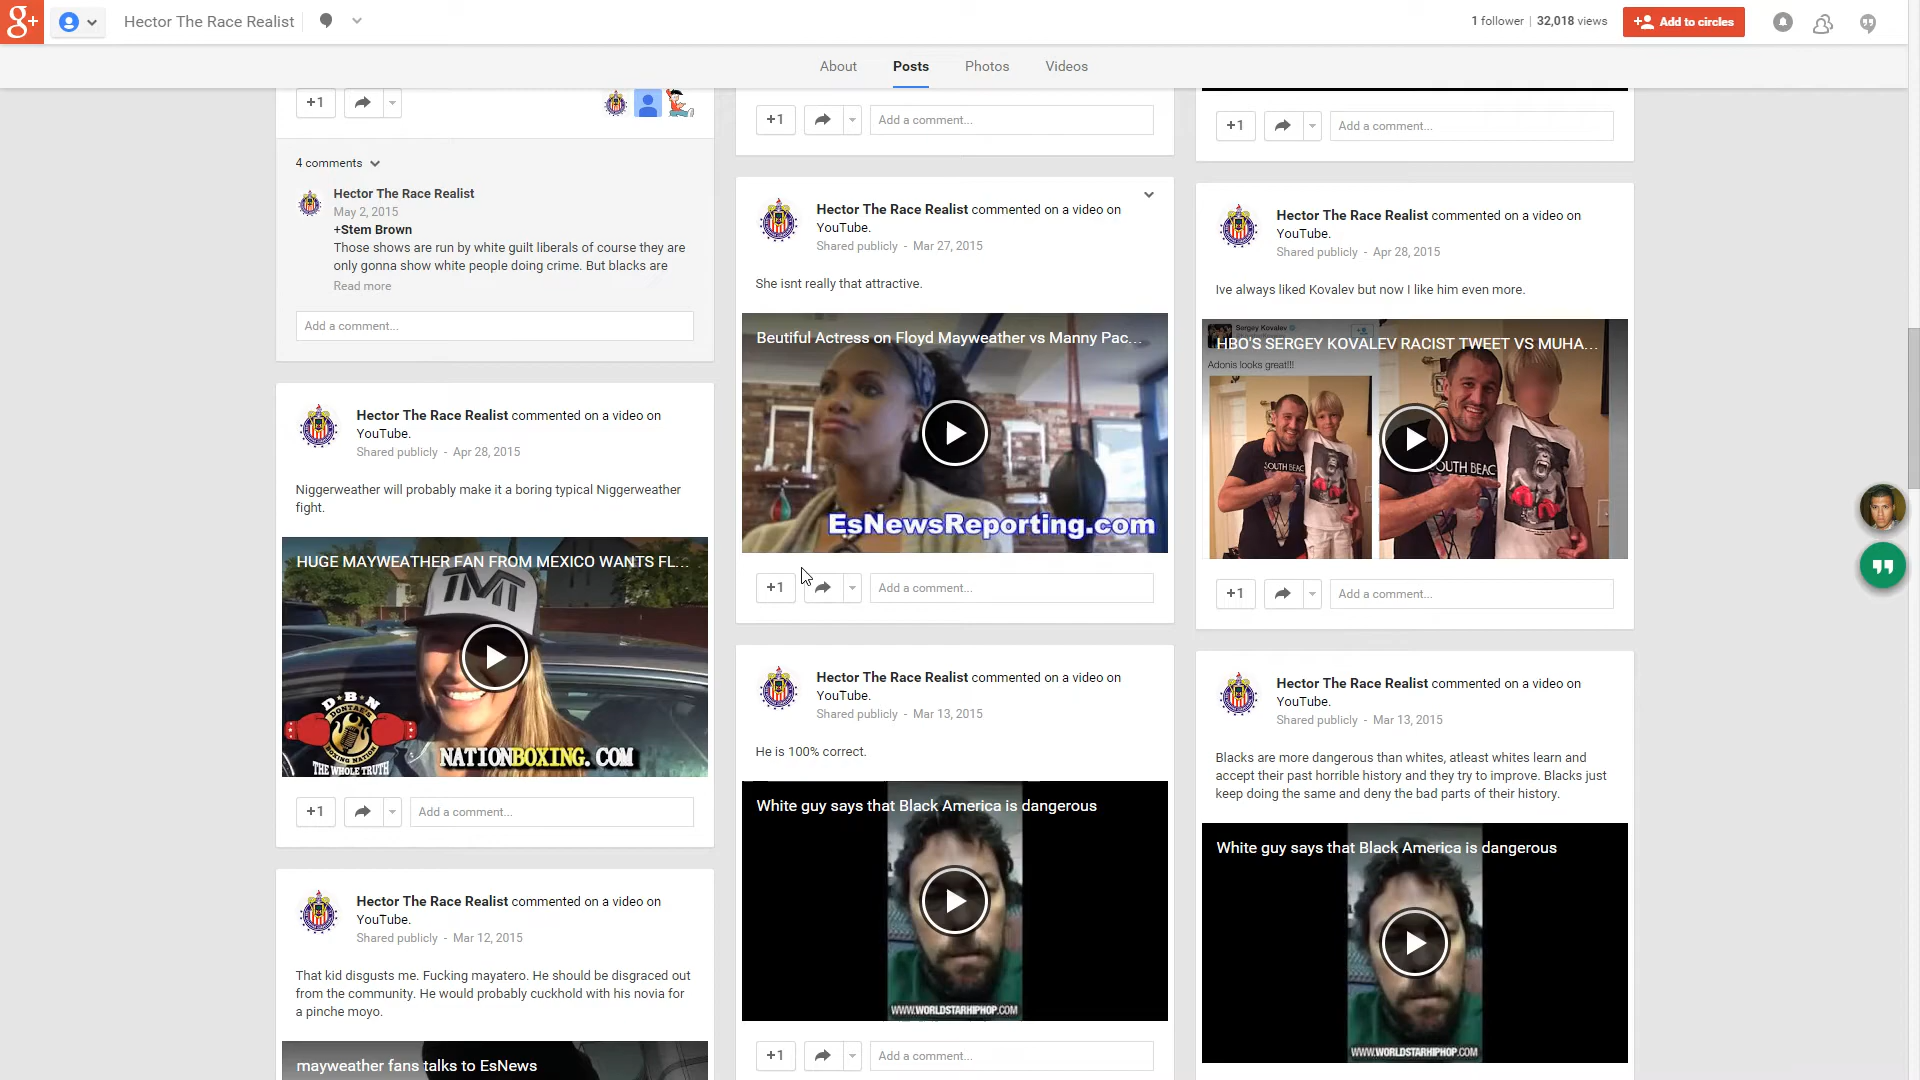 g+
Hector The Race Realist
1 follower | 32,018 views
Add to circles
About
Posts
Photos
Videos
+1
4 comments
Hector The Race Realist
May 2, 2015
+Stem Brown
Those shows are run by white guilt liberals of course they are
only gonna show white people doing crime. But blacks are
Read more
Add a comment...
Hector The Race Realist commented on a video on
YouTube.
Shared publicly - Apr 28, 2015
Niggerweather will probably make it a boring typical Niggerweather
fight.
HUGE MAYWEATHER FAN FROM MEXICO WANTS FL...
TMT
D·B·N
DONTAE'S
BOXING NATION
THE WHOLE TRUTH
NATIONBOXING.COM
+1
Add a comment...
Hector The Race Realist commented on a video on
YouTube.
Shared publicly - Mar 12, 2015
That kid disgusts me. Fucking mayatero. He should be disgraced out
from the community. He would probably cuckhold with his novia for
a pinche moyo.
mayweather fans talks to EsNews
+1
Add a comment...
Hector The Race Realist commented on a video on
YouTube.
Shared publicly - Mar 27, 2015
She isnt really that attractive.
Beutiful Actress on Floyd Mayweather vs Manny Pac...
EsNewsReporting.com
+1
Add a comment...
Hector The Race Realist commented on a video on
YouTube.
Shared publicly - Mar 13, 2015
He is 100% correct.
White guy says that Black America is dangerous
WWW.WORLDSTARHIPHOP.COM
+1
Add a comment...
+1
Add a comment...
Hector The Race Realist commented on a video on
YouTube.
Shared publicly - Apr 28, 2015
Ive always liked Kovalev but now I like him even more.
Sergey Kovalev
HBO'S SERGEY KOVALEV RACIST TWEET VS MUHA...
Adonis looks great!!!
SOUTH BEAC
OUTH BEAC
+1
Add a comment...
Hector The Race Realist commented on a video on
YouTube.
Shared publicly - Mar 13, 2015
Blacks are more dangerous than whites, atleast whites learn and
accept their past horrible history and they try to improve. Blacks just
keep doing the same and deny the bad parts of their history.
White guy says that Black America is dangerous
WWW.WORLDSTARHIPHOP.COM